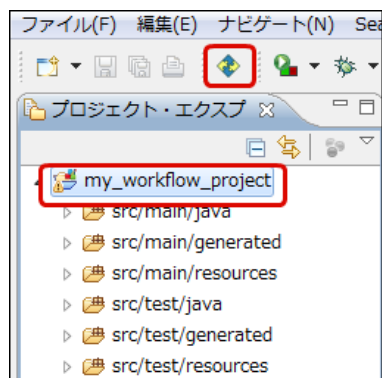 ファイル(F) 編集(E) ナビゲート(N) Sea
プロジェクト・エクスプ
my_workflow_project
src/main/java
src/main/generated
src/main/resources
src/test/java
src/test/generated
src/test/resources